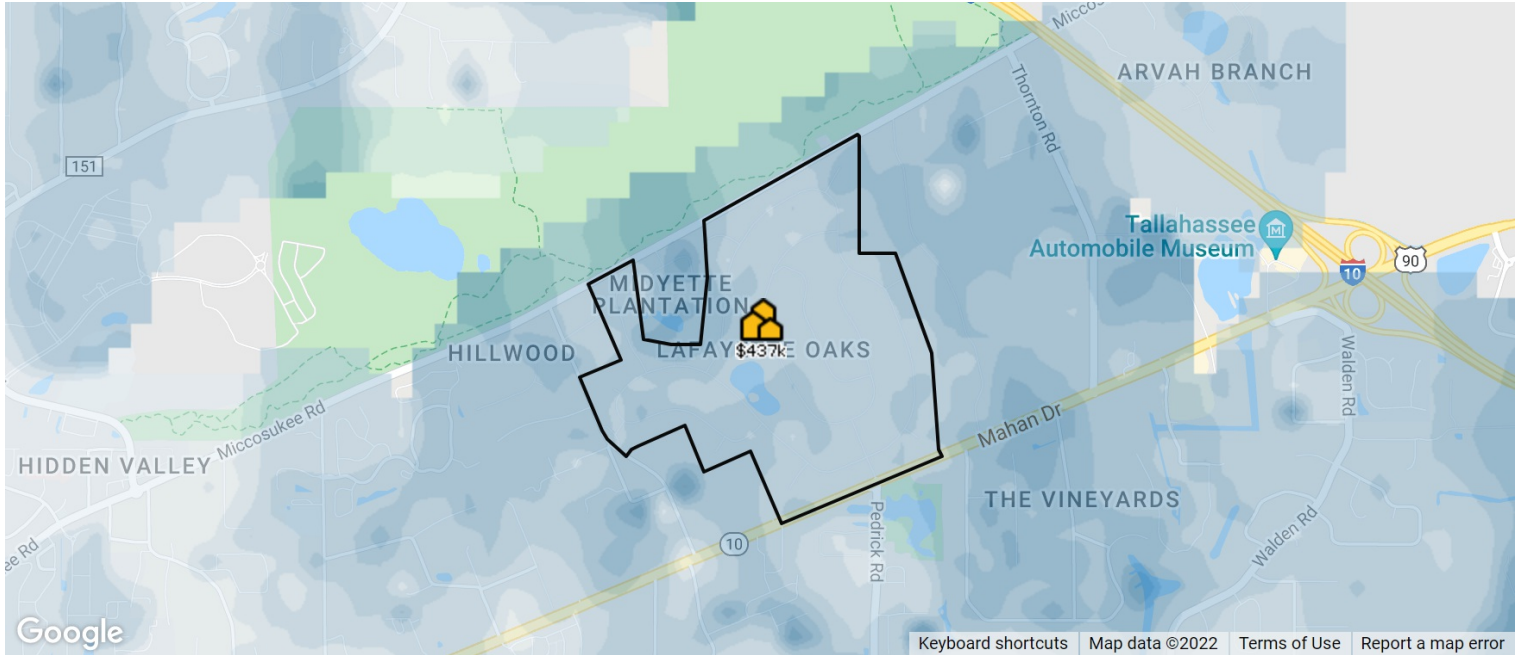 Miccos
ARVAH BRANCH
Thornton Rd
151
Tallahassee
Automobile Museum
90
10
MIDYETTE
PLANTATION
HILLWOOD
$437k
OAKS
Walden Rd
Miccosukee Rd
Mahan Dr
HIDDEN VALLEY
THE VINEYARDS
Pedrick Rd
Walden Rd
10
ee Rd
Google
Keyboard shortcuts
Map data ©2022
Terms of Use
Report a map error